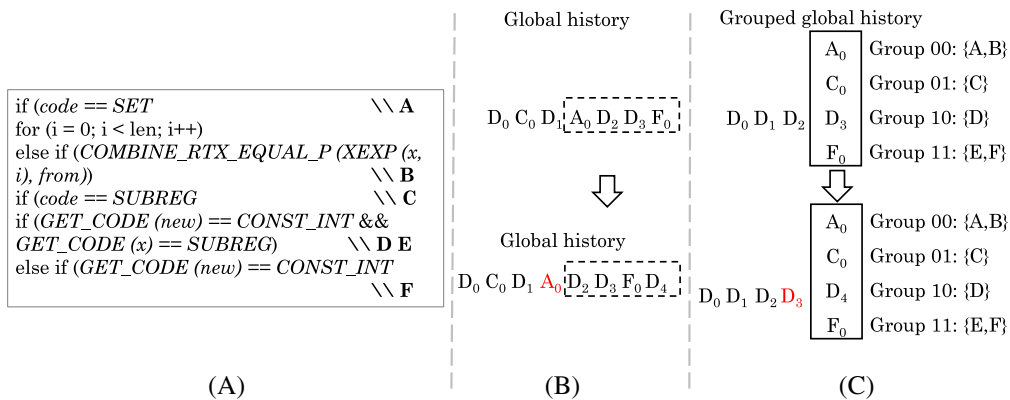 if (code == SET \\ A
for (i = 0; i < len; i++)
else if (COMBINE_RTX_EQUAL_P (XEXP (x,
i), from)) \\ B
if (code == SUBREG \\ C
if (GET_CODE (new) == CONST_INT &&
GET_CODE (x) == SUBREG) \\ D E
else if (GET_CODE (new) == CONST_INT
\\ F
(A)
Global history
D0 C0 D1 A0 D2 D3 F0
Global history
D0 C0 D1 A0 D2 D3 F0 D4
(B)
Grouped global history
A0 Group 00: {A,B}
C0 Group 01: {C}
D0 D1 D2 D3 Group 10: {D}
F0 Group 11: {E,F}
A0 Group 00: {A,B}
C0 Group 01: {C}
D0 D1 D2 D3 D4 Group 10: {D}
F0 Group 11: {E,F}
(C)